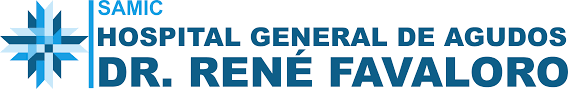 SAMIC
HOSPITAL GENERAL DE AGUDOS
DR. RENÉ FAVALORO